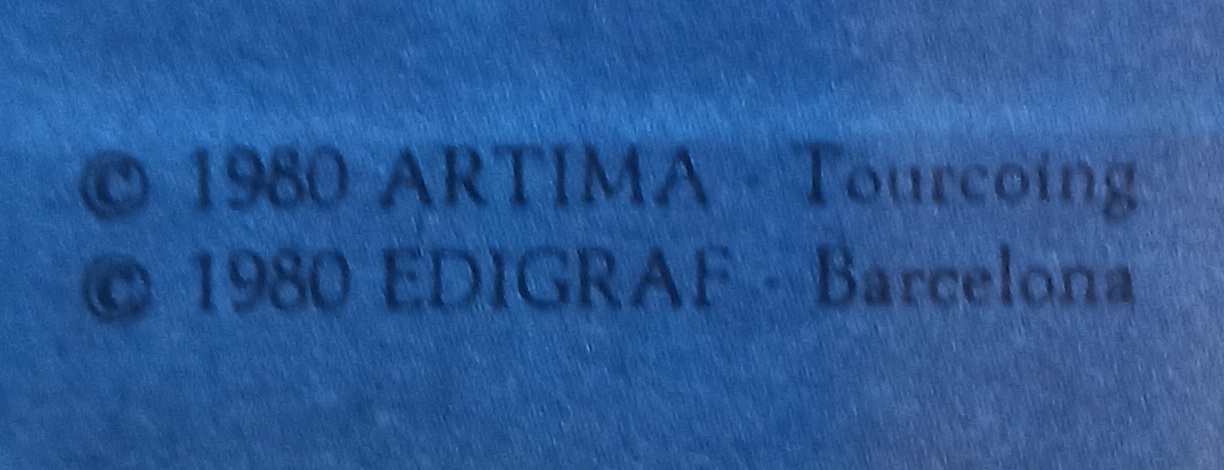 © 1980 ARTIMA - Tourcoing
© 1980 EDIGRAF - Barcelona